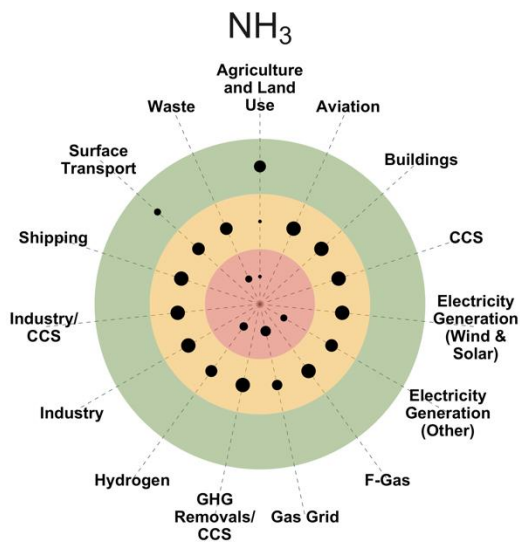 NH₃
Agriculture
and Land
Use
Waste
Aviation
Surface
Transport
Buildings
Shipping
CCS
Industry/
CCS
Electricity
Generation
(Wind &
Solar)
Industry
Electricity
Generation
(Other)
Hydrogen
F-Gas
GHG
Removals/
CCS
Gas Grid